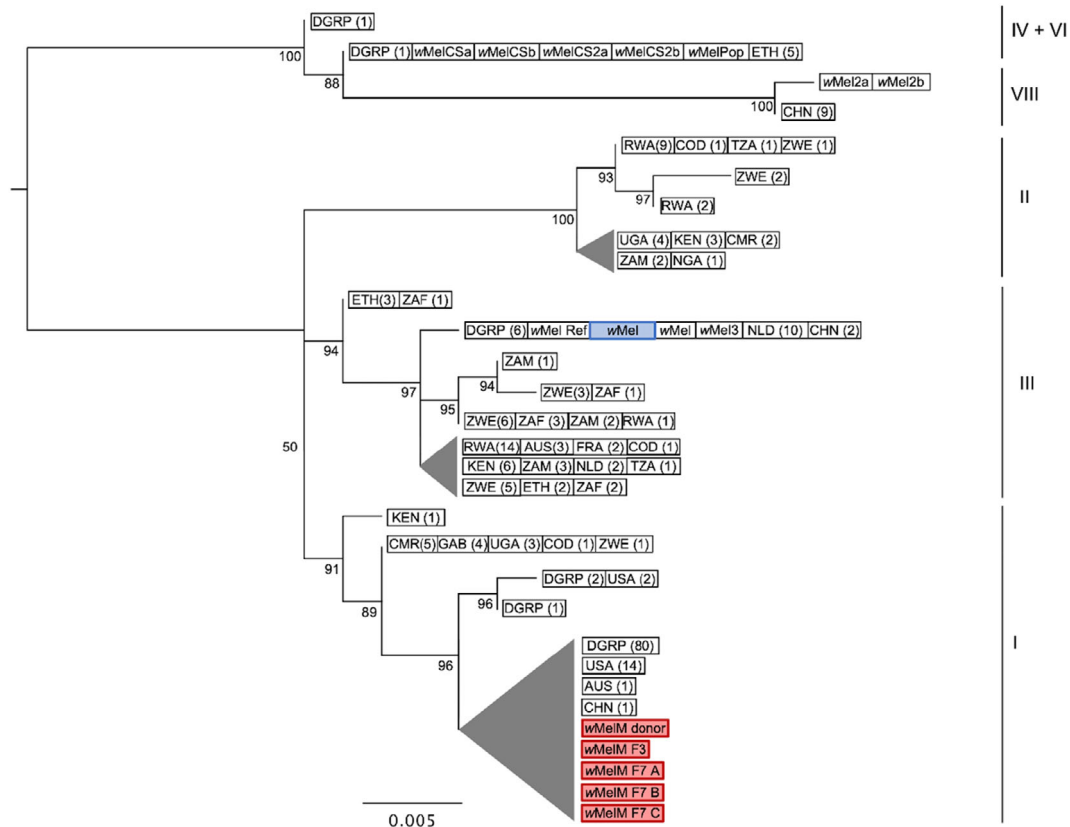 DGRP (1)
IV + VI
100
DGRP (1) wMelCSa wMelCSb wMelCS2a wMelCS2b wMelPop ETH (5)
88
wMel2a wMel2b
VIII
100
CHN (9)
RWA(9) COD (1) TZA (1) ZWE (1)
93
ZWE (2)
97
RWA (2)
II
100
UGA (4) KEN (3) CMR (2)
ZAM (2) NGA (1)
ETH(3) ZAF (1)
94
DGRP (6) wMel Ref wMel wMel wMel3 NLD (10) CHN (2)
97
ZAM (1)
94
ZWE(3) ZAF (1)
95
ZWE(6) ZAF (3) ZAM (2) RWA (1)
III
RWA(14) AUS(3) FRA (2) COD (1)
KEN (6) ZAM (3) NLD (2) TZA (1)
ZWE (5) ETH (2) ZAF (2)
50
KEN (1)
91
CMR(5) GAB (4) UGA (3) COD (1) ZWE (1)
89
DGRP (2) USA (2)
96
DGRP (1)
96
I
DGRP (80)
USA (14)
AUS (1)
CHN (1)
wMelM donor
wMelM F3
wMelM F7 A
wMelM F7 B
wMelM F7 C
0.005